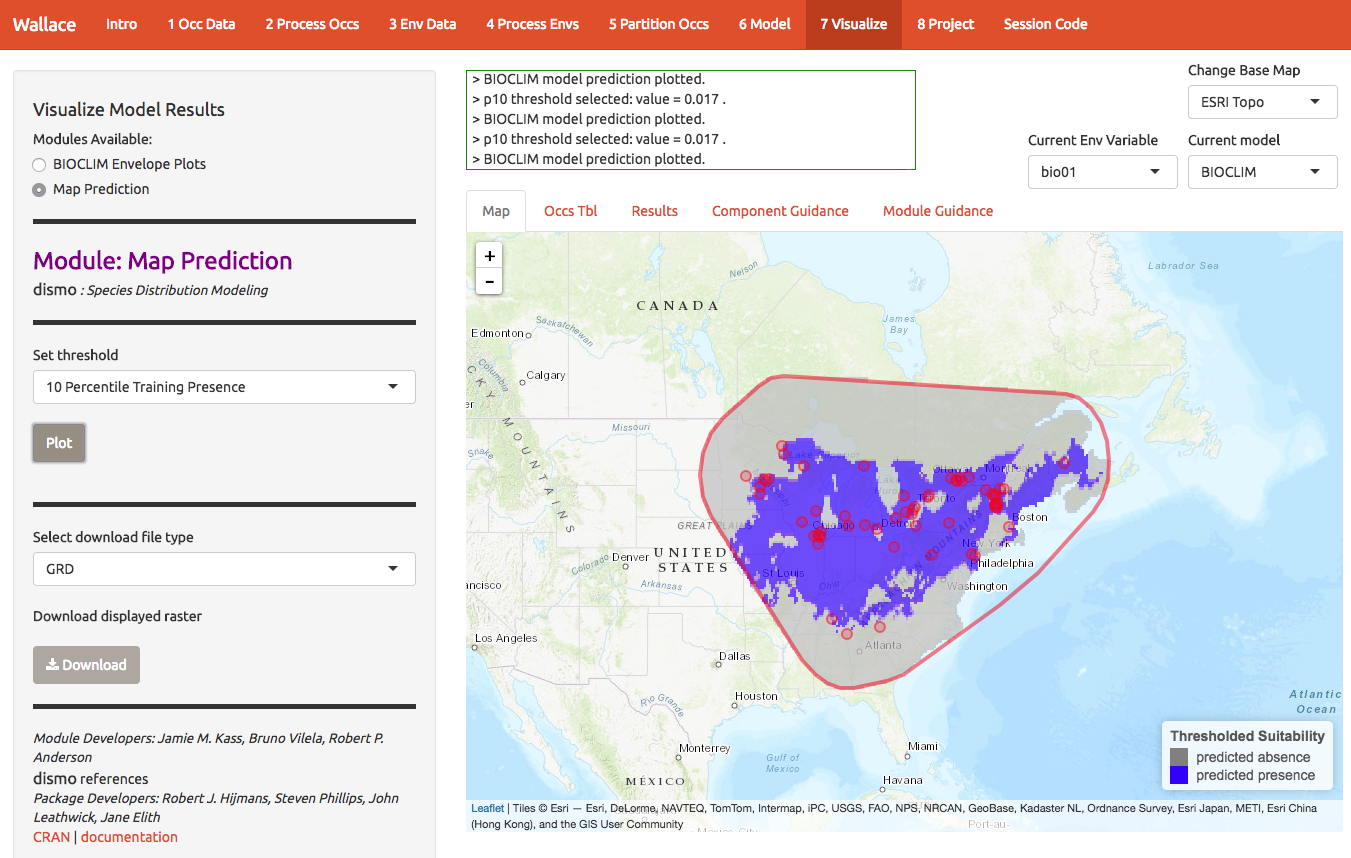 Wallace Intro 1 Occ Data 2 Process Occs 3 Env Data 4 Process Envs 5 Partition Occs 6 Model 7 Visualize 8 Project Session Code
Visualize Model Results
Modules Available:
BIOCLIM Envelope Plots
Map Prediction
Module: Map Prediction
dismo : Species Distribution Modeling
Set threshold
10 Percentile Training Presence
Plot
Select download file type
GRD
Download displayed raster
Download
Module Developers: Jamie M. Kass, Bruno Vilela, Robert P.
Anderson
dismo references
Package Developers: Robert J. Hijmans, Steven Phillips, John
Leathwick, Jane Elith
CRAN | documentation
> BIOCLIM model prediction plotted.
> p10 threshold selected: value = 0.017 .
> BIOCLIM model prediction plotted.
> p10 threshold selected: value = 0.017 .
> BIOCLIM model prediction plotted.
Change Base Map
ESRI Topo
Current Env Variable
bio01
Current model
BIOCLIM
Map Occs Tbl Results Component Guidance Module Guidance
+
-
Labrador Sea
Nelson
CANADA
James
Bay
Edmonton
Saskatchewan
Columbia
Calgary
CKY MOUNTAINS
Missouri
Snake
Ottawa
Montreal
Toronto
Boston
GREAT PLAINS
Chicago
Detroit
New York
Philadelphia
Denver
UNITED
STATES
Colorado
Arkansas
St Louis
Ohio
Washington
ncisco
Los Angeles
Atlanta
Dallas
Rio Grande
Houston
Monterrey
Gulf of
Mexico
Miami
MÉXICO
Havana
Atlantic
Ocean
Mexico City
Port-au-
Thresholded Suitability
predicted absence
predicted presence
Leaflet | Tiles © Esri — Esri, DeLorme, NAVTEQ, TomTom, Intermap, iPC, USGS, FAO, NPS, NRCAN, GeoBase, Kadaster NL, Ordnance Survey, Esri Japan, METI, Esri China
(Hong Kong), and the GIS User Community